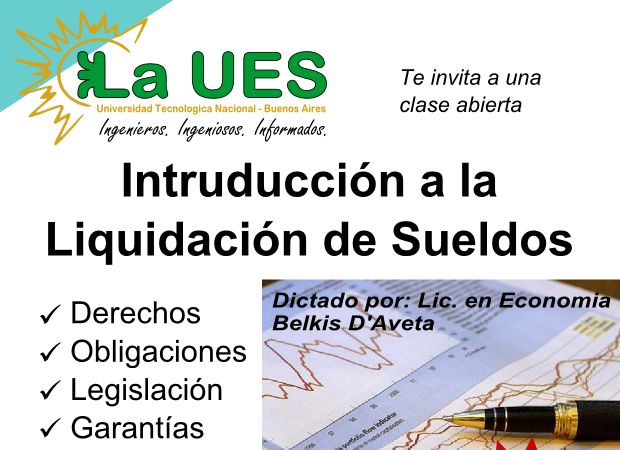 La UES
Universidad Tecnologica Nacional - Buenos Aires
Ingenieros. Ingeniosos. Informados.
Te invita a una
clase abierta
Intruducción a la
Liquidación de Sueldos
Dictado por: Lic. en Economia
Belkis D'Aveta
✓ Derechos
✓ Obligaciones
✓ Legislación
✓ Garantías